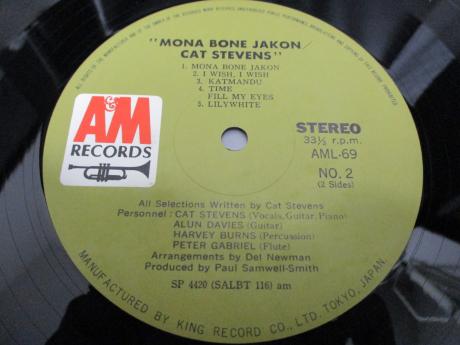 "MONA BONE JAKON/
CAT STEVENS"
1. MONA BONE JAKON
2. I WISH, I WISH
3. KATMANDU
4. TIME
FILL MY EYES
5. LILYWHITE
A&M
RECORDS
STEREO
33⅓ r.p.m.
AML-69
NO. 2
(2 Sides)
All Selections Written by Cat Stevens
Personnel: CAT STEVENS (Vocals, Guitar, Piano)
ALUN DAVIES (Guitar)
HARVEY BURNS (Percussion)
PETER GABRIEL (Flute)
Arrangements by Del Newman
Produced by Paul Samwell-Smith
SP 4420 (SALBT 116) am
MANUFACTURED BY KING RECORD CO., LTD. TOKYO, JAPAN.